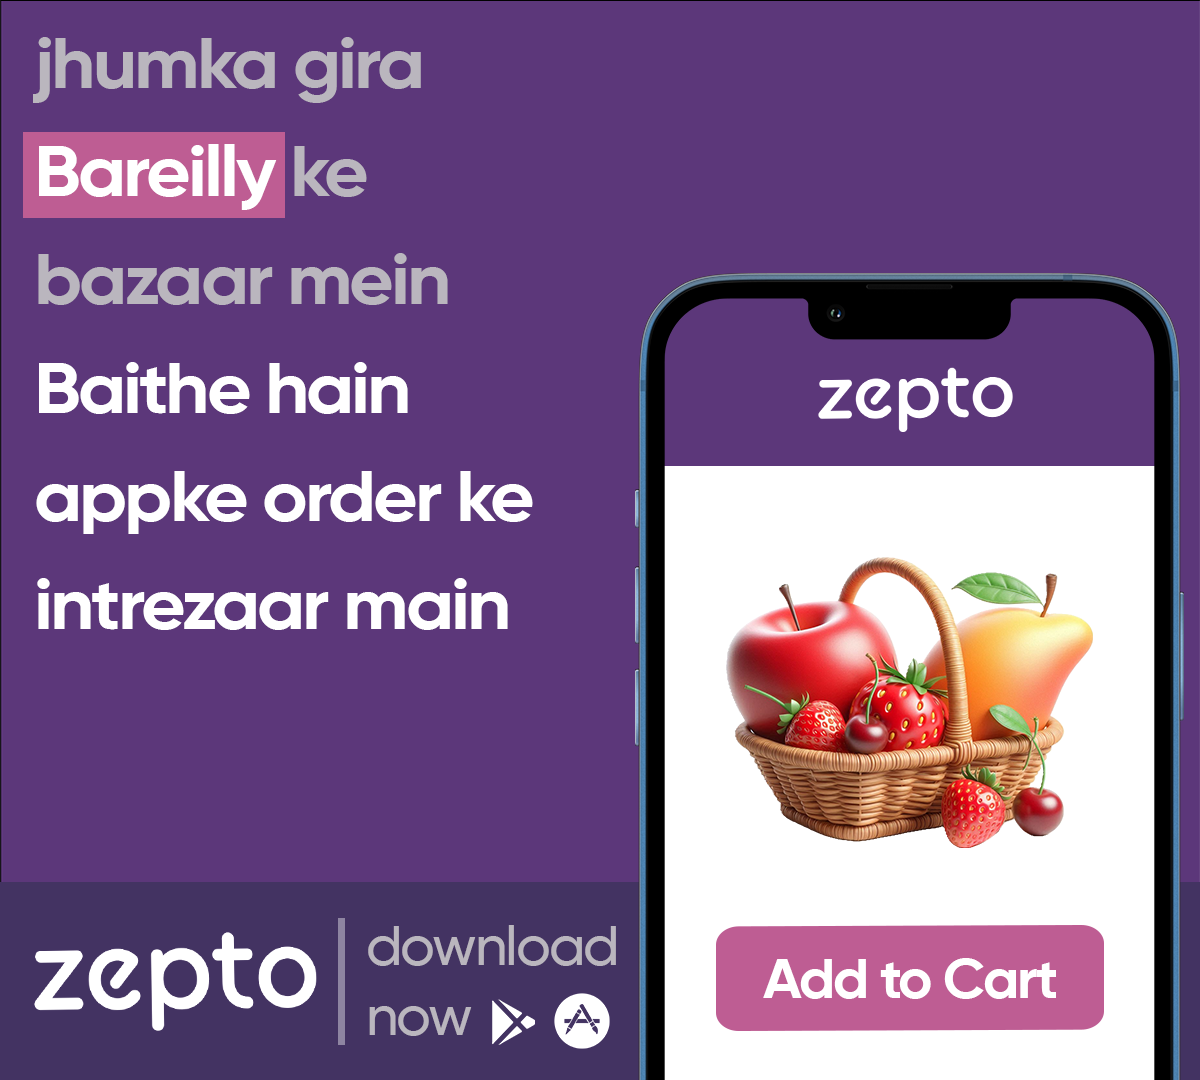 jhumka gira
Bareilly ke
bazaar mein
Baithe hain
appke order ke
intrezaar main
zepto
Add to Cart
zepto
download
now